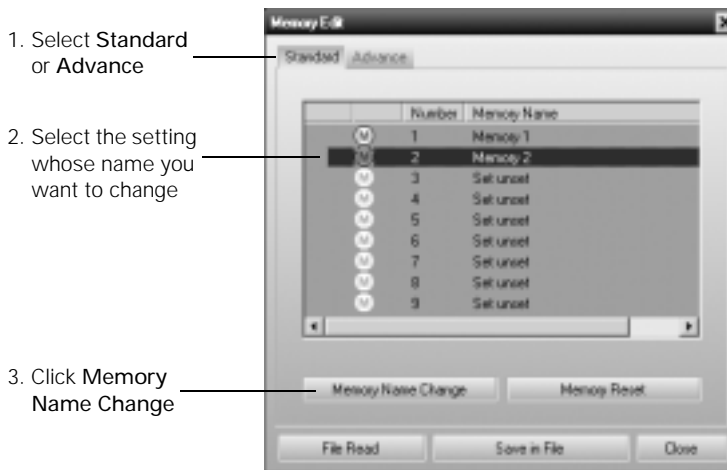 1. Select Standard
or Advance
2. Select the setting
whose name you
want to change
3. Click Memory
Name Change
Memory Edit
Standard Advance
Number Memory Name
M 1 Memory 1
M 2 Memory 2
M 3 Set unset
M 4 Set unset
M 5 Set unset
M 6 Set unset
M 7 Set unset
M 8 Set unset
M 9 Set unset
Memory Name Change Memory Reset
File Read Save in File Close